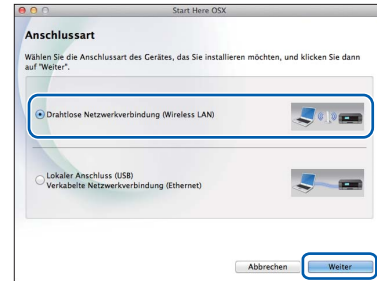 Start Here OSX
Anschlussart
Wählen Sie die Anschlussart des Gerätes, das Sie installieren möchten, und klicken Sie dann
auf "Weiter".
Drahtlose Netzwerkverbindung (Wireless LAN)
Lokaler Anschluss (USB)
Verkabelte Netzwerkverbindung (Ethernet)
Abbrechen
Weiter